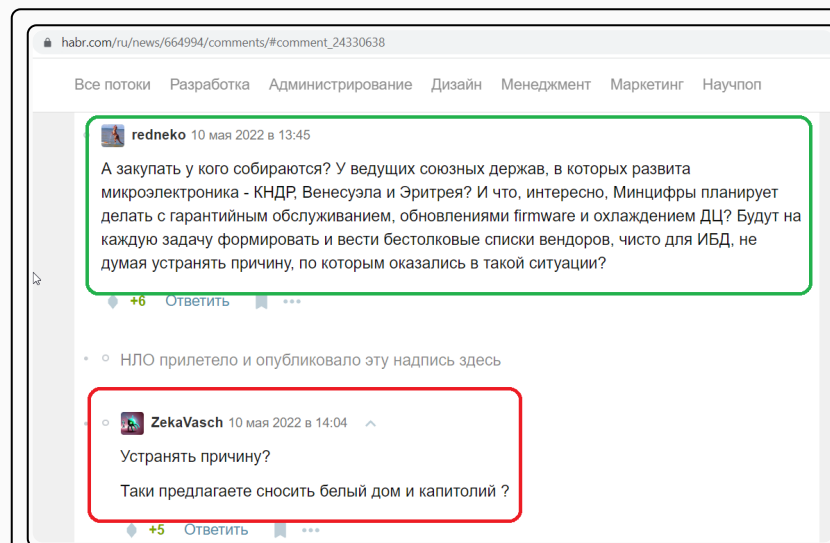 habr.com/ru/news/664994/comments/#comment_24330638
Все потоки Разработка Администрирование Дизайн Менеджмент Маркетинг Научпоп
redneko 10 мая 2022 в 13:45
А закупать у кого собираются? У ведущих союзных держав, в которых развита
микроэлектроника - КНДР, Венесуэла и Эритрея? И что, интересно, Минцифры планирует
делать с гарантийным обслуживанием, обновлениями firmware и охлаждением ДЦ? Будут на
каждую задачу формировать и вести бестолковые списки вендоров, чисто для ИБД, не
думая устранять причину, по которым оказались в такой ситуации?
+6 Ответить
НЛО прилетело и опубликовало эту надпись здесь
ZekaVasch 10 мая 2022 в 14:04
Устранять причину?
Таки предлагаете сносить белый дом и капитолий ?
+5 Ответить